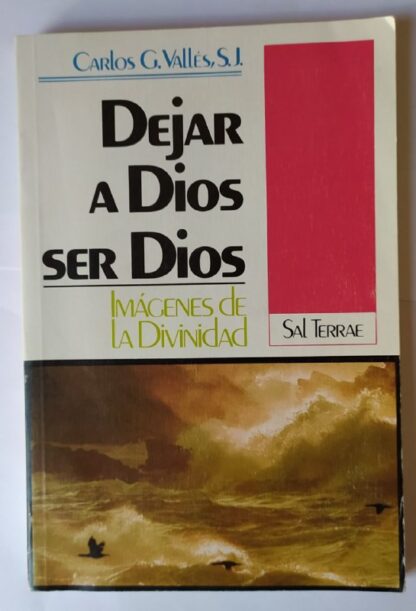 Carlos G. Vallés, S.J.
Dejar
a Dios
ser Dios
Imágenes de
la Divinidad
Sal Terrae